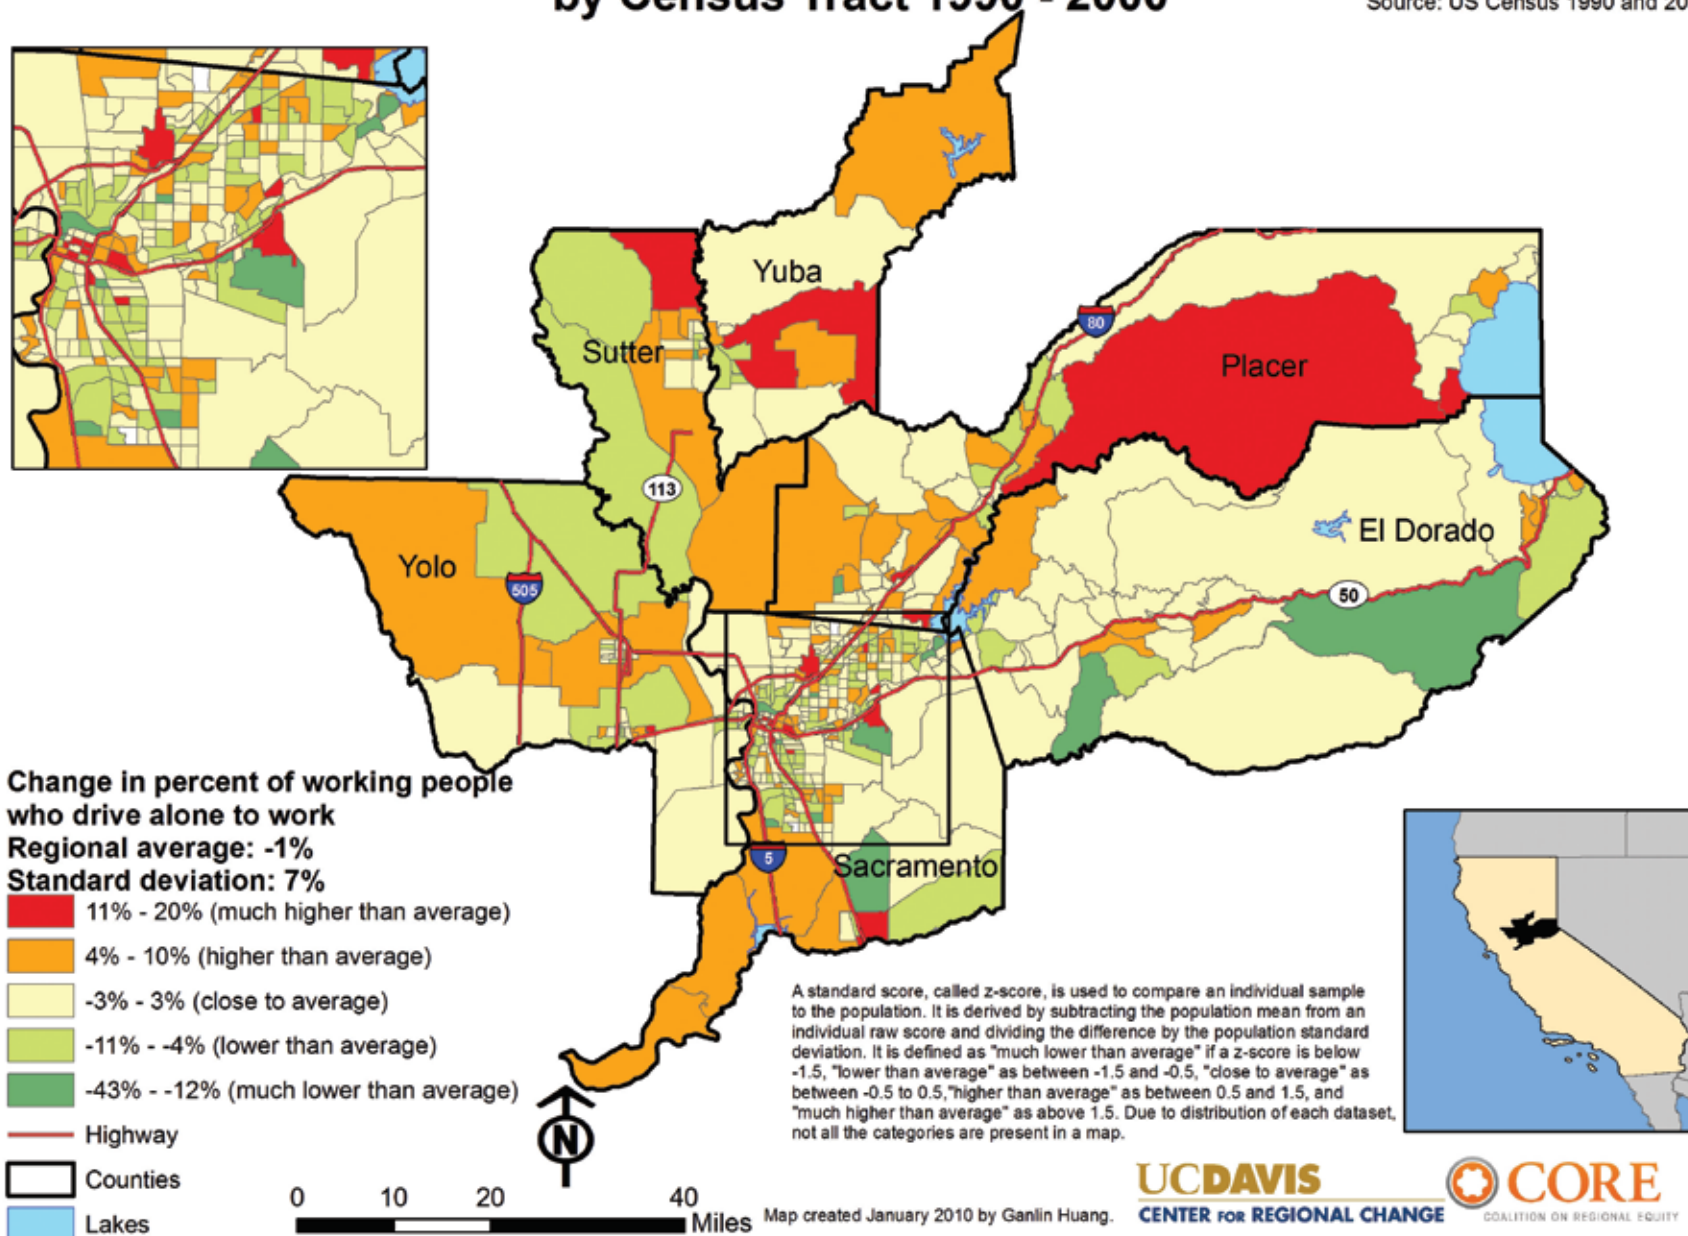 by Census Tract 1990 - 2000
Source: US Census 1990 and 20
Yuba
Sutter
80
Placer
113
El Dorado
Yolo
505
50
5
Sacramento
Change in percent of working people
who drive alone to work
Regional average: -1%
Standard deviation: 7%
11% - 20% (much higher than average)
4% - 10% (higher than average)
-3% - 3% (close to average)
-11% - -4% (lower than average)
-43% - -12% (much lower than average)
Highway
Counties
Lakes
N
0 10 20 40
Miles
A standard score, called z-score, is used to compare an individual sample
to the population. It is derived by subtracting the population mean from an
individual raw score and dividing the difference by the population standard
deviation. It is defined as "much lower than average" if a z-score is below
-1.5, "lower than average" as between -1.5 and -0.5, "close to average" as
between -0.5 to 0.5,"higher than average" as between 0.5 and 1.5, and
"much higher than average" as above 1.5. Due to distribution of each dataset,
not all the categories are present in a map.
Map created January 2010 by Ganlin Huang.
UCDAVIS
CENTER FOR REGIONAL CHANGE
CORE
COALITION ON REGIONAL EQUITY